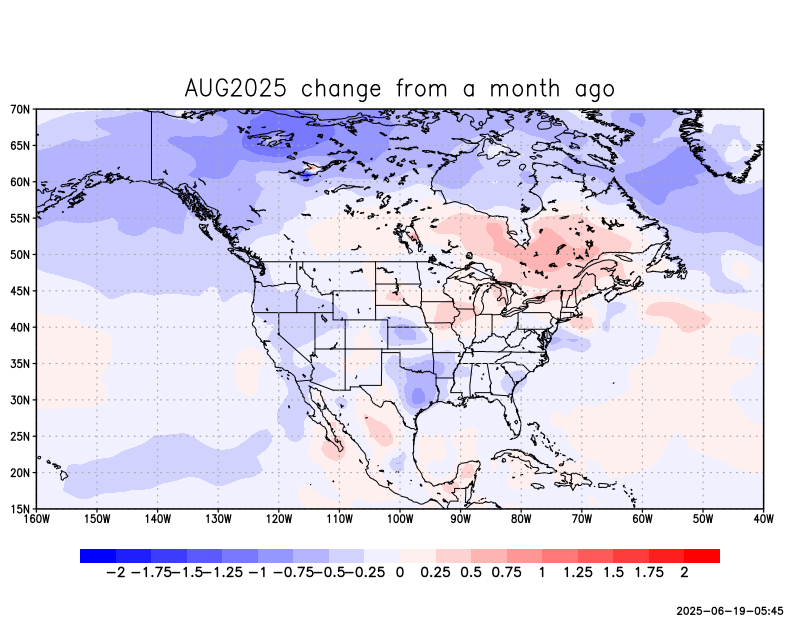 AUG2025 change from a month ago
70N
65N
60N
55N
50N
45N
40N
35N
30N
25N
20N
15N
160W 150W 140W 130W 120W 110W 100W 90W 80W 70W 60W 50W 40W
-2 -1.75 -1.5 -1.25 -1 -0.75 -0.5 -0.25 0 0.25 0.5 0.75 1 1.25 1.5 1.75 2
2025-06-19-05:45